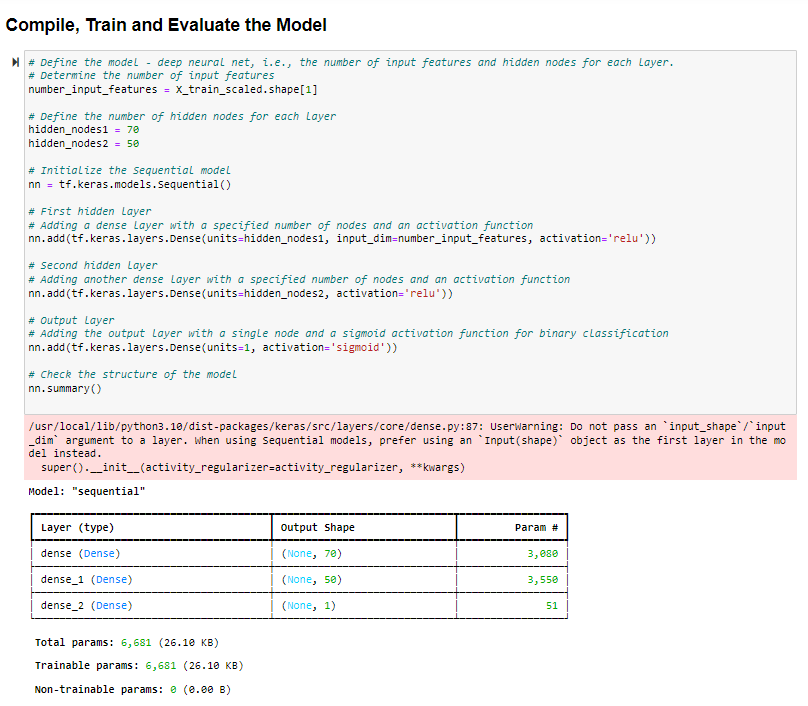 Compile, Train and Evaluate the Model
# Define the model - deep neural net, i.e., the number of input features and hidden nodes for each layer.
# Determine the number of input features
number_input_features = X_train_scaled.shape[1]
# Define the number of hidden nodes for each layer
hidden_nodes1 = 70
hidden_nodes2 = 50
# Initialize the Sequential model
nn = tf.keras.models.Sequential()
# First hidden layer
# Adding a dense layer with a specified number of nodes and an activation function
nn.add(tf.keras.layers.Dense(units=hidden_nodes1, input_dim=number_input_features, activation='relu'))
# Second hidden layer
# Adding another dense layer with a specified number of nodes and an activation function
nn.add(tf.keras.layers.Dense(units=hidden_nodes2, activation='relu'))
# Output layer
# Adding the output layer with a single node and a sigmoid activation function for binary classification
nn.add(tf.keras.layers.Dense(units=1, activation='sigmoid'))
# Check the structure of the model
nn.summary()
/usr/local/lib/python3.10/dist-packages/keras/src/layers/core/dense.py:87: UserWarning: Do not pass an `input_shape`/`input
_dim` argument to a layer. When using Sequential models, prefer using an `Input(shape)` object as the first layer in the mo
del instead.
super().__init__(activity_regularizer=activity_regularizer, **kwargs)
Model: "sequential"
Layer (type) Output Shape Param #
dense (Dense) (None, 70) 3,080
dense_1 (Dense) (None, 50) 3,550
dense_2 (Dense) (None, 1) 51
Total params: 6,681 (26.10 KB)
Trainable params: 6,681 (26.10 KB)
Non-trainable params: 0 (0.00 B)